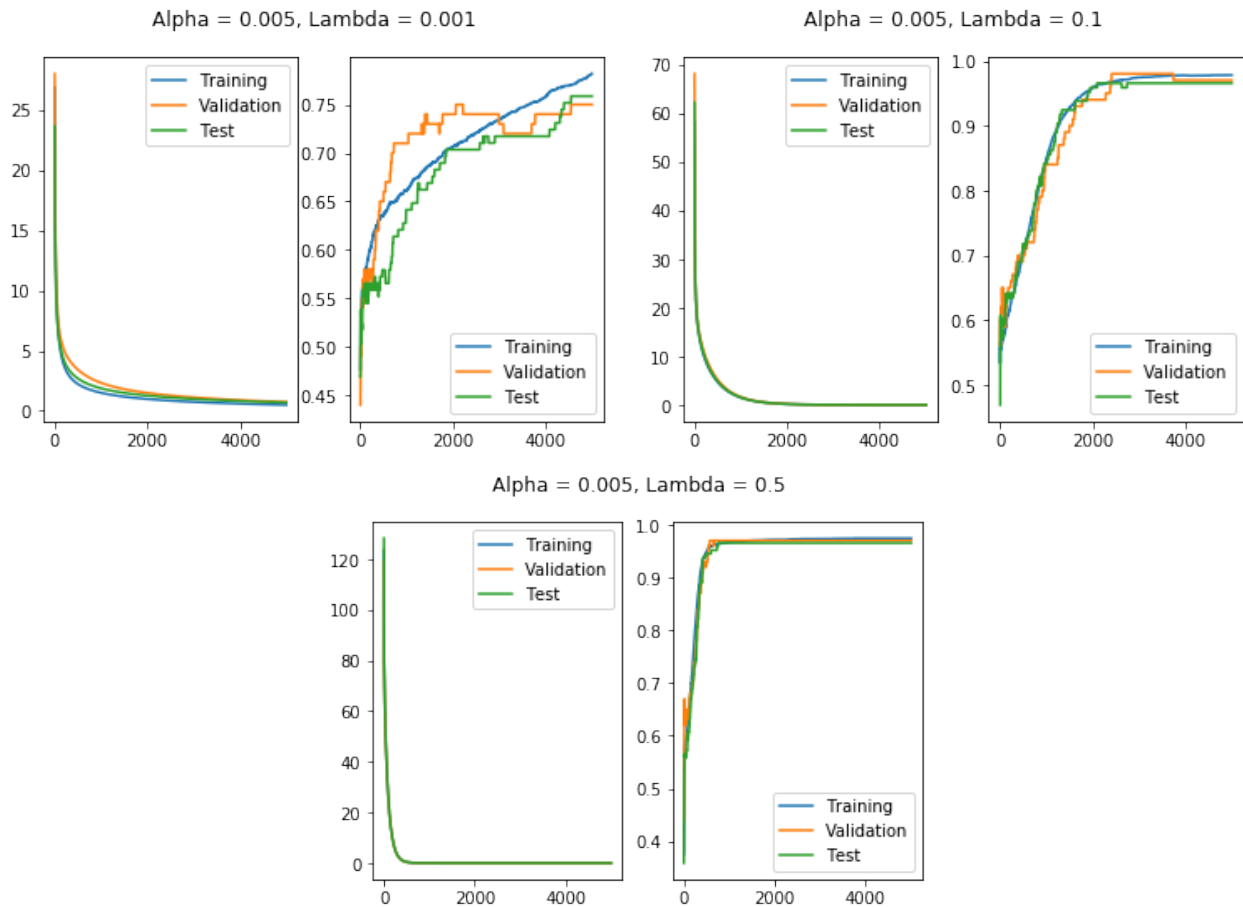 Alpha = 0.005, Lambda = 0.001
25
20
15
10
5
0
0
2000
4000
Training
Validation
Test
0.75
0.70
0.65
0.60
0.55
0.50
0.45
0
2000
4000
Training
Validation
Test
Alpha = 0.005, Lambda = 0.1
70
60
50
40
30
20
10
0
0
2000
4000
Training
Validation
Test
1.0
0.9
0.8
0.7
0.6
0.5
0
2000
4000
Training
Validation
Test
Alpha = 0.005, Lambda = 0.5
120
100
80
60
40
20
0
0
2000
4000
Training
Validation
Test
1.0
0.9
0.8
0.7
0.6
0.5
0.4
0
2000
4000
Training
Validation
Test